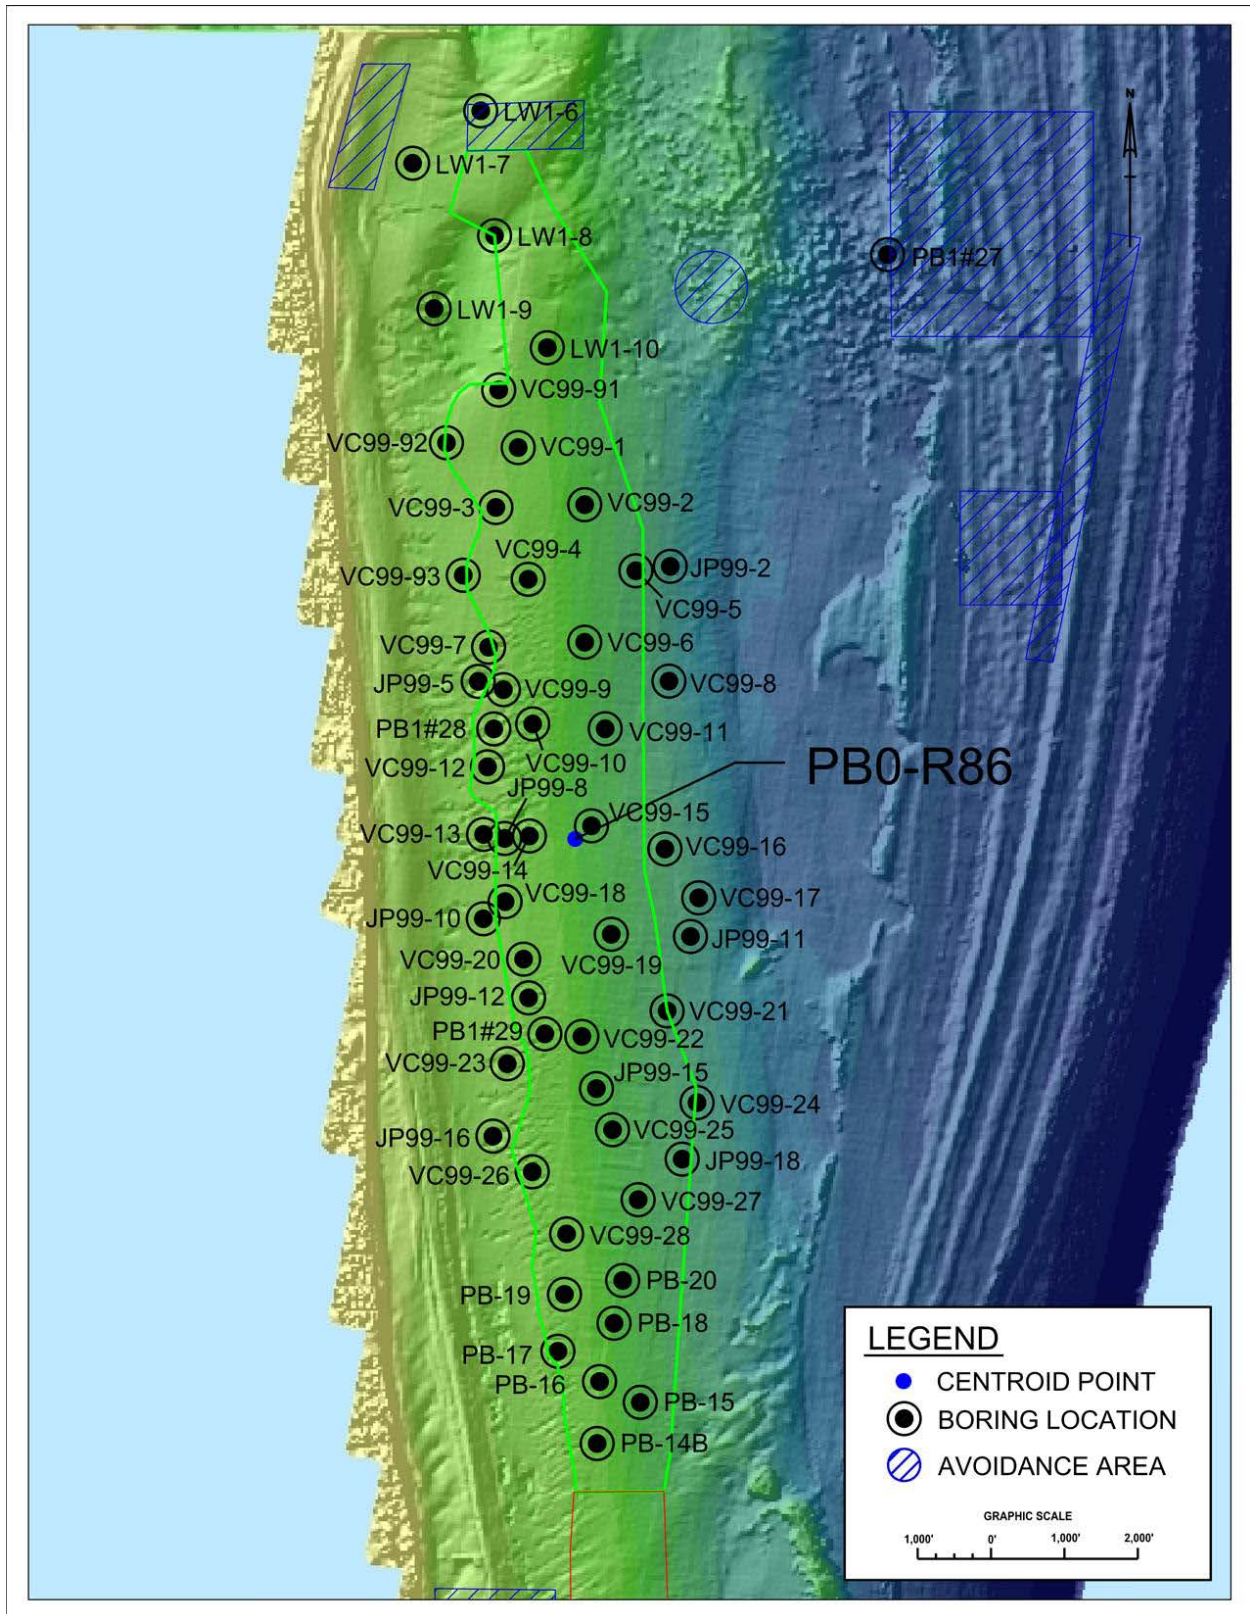 LW1-6
N
LW1-7
LW1-8
PB1#27
LW1-9
LW1-10
VC99-91
VC99-92
VC99-1
VC99-3
VC99-2
VC99-4
VC99-93
JP99-2
VC99-5
VC99-7
VC99-6
JP99-5
VC99-9
VC99-8
PB1#28
VC99-11
VC99-12
VC99-10
PB0-R86
JP99-8
VC99-15
VC99-13
VC99-16
VC99-14
VC99-18
VC99-17
JP99-10
JP99-11
VC99-20
VC99-19
JP99-12
VC99-21
PB1#29
VC99-22
VC99-23
JP99-15
VC99-24
VC99-25
JP99-16
JP99-18
VC99-26
VC99-27
VC99-28
PB-20
PB-19
PB-18
PB-17
PB-16
PB-15
PB-14B
LEGEND
CENTROID POINT
BORING LOCATION
AVOIDANCE AREA
GRAPHIC SCALE
1,000' 0' 1,000' 2,000'